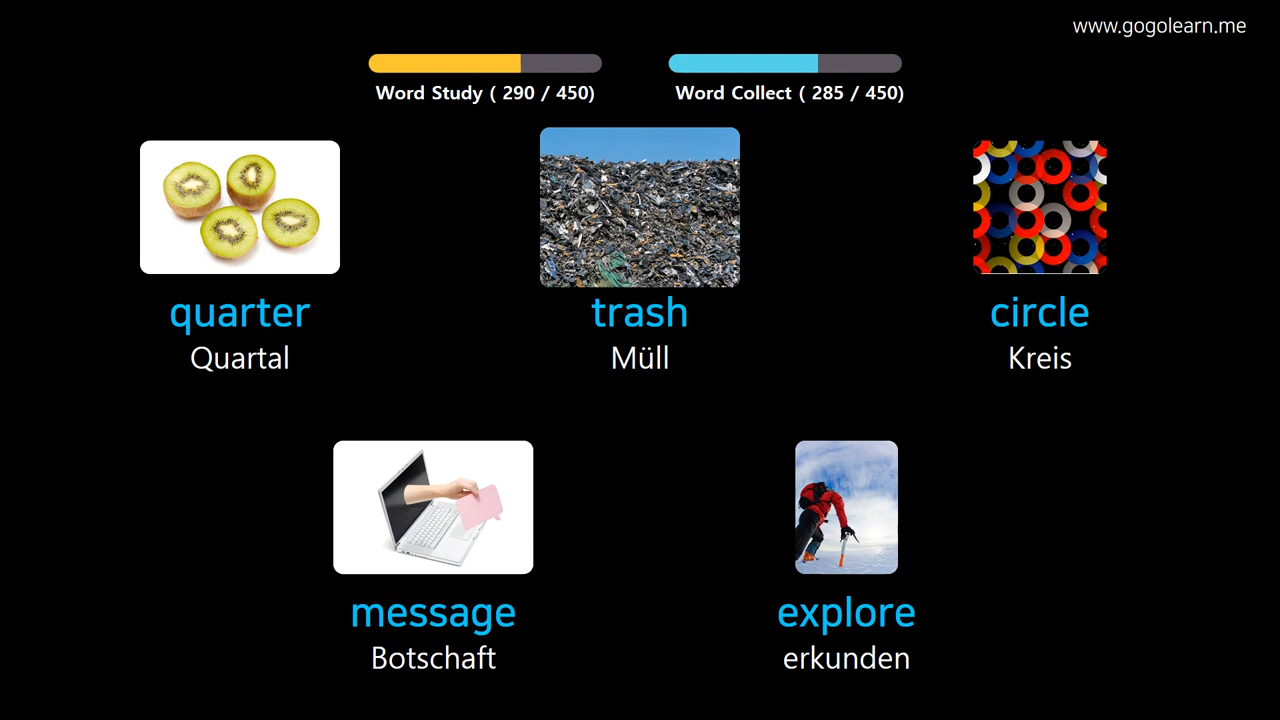 www.gogolearn.me
Word Study ( 290 / 450)
Word Collect ( 285 / 450)
quarter
Quartal
trash
Müll
circle
Kreis
message
Botschaft
explore
erkunden